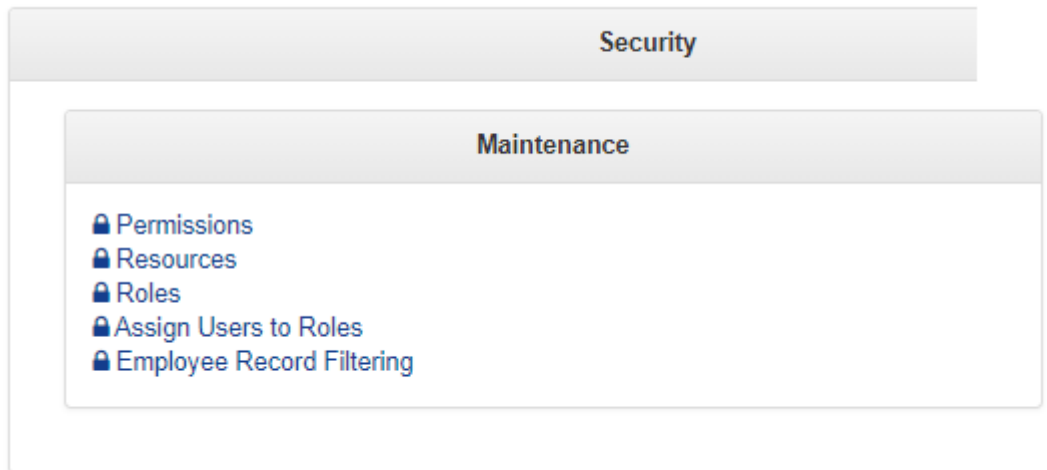 Security
Maintenance
Permissions
Resources
Roles
Assign Users to Roles
Employee Record Filtering